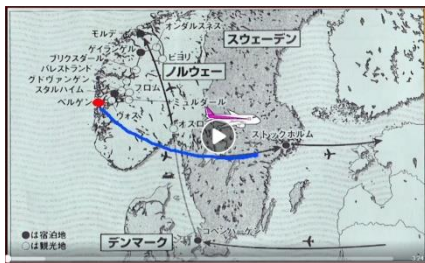 オンダルスネス
モルデ
スウェーデン
ゲイランゲル
ビヨリ
ブリクスダール
パレストランド
ノルウェー
グドヴァンゲン
スタルハイム
フロム
ミュルダール
ベルゲン
ヴォス
オスロ
ストックホルム
コペンハーゲン
デンマーク
●は宿泊地
○は観光地